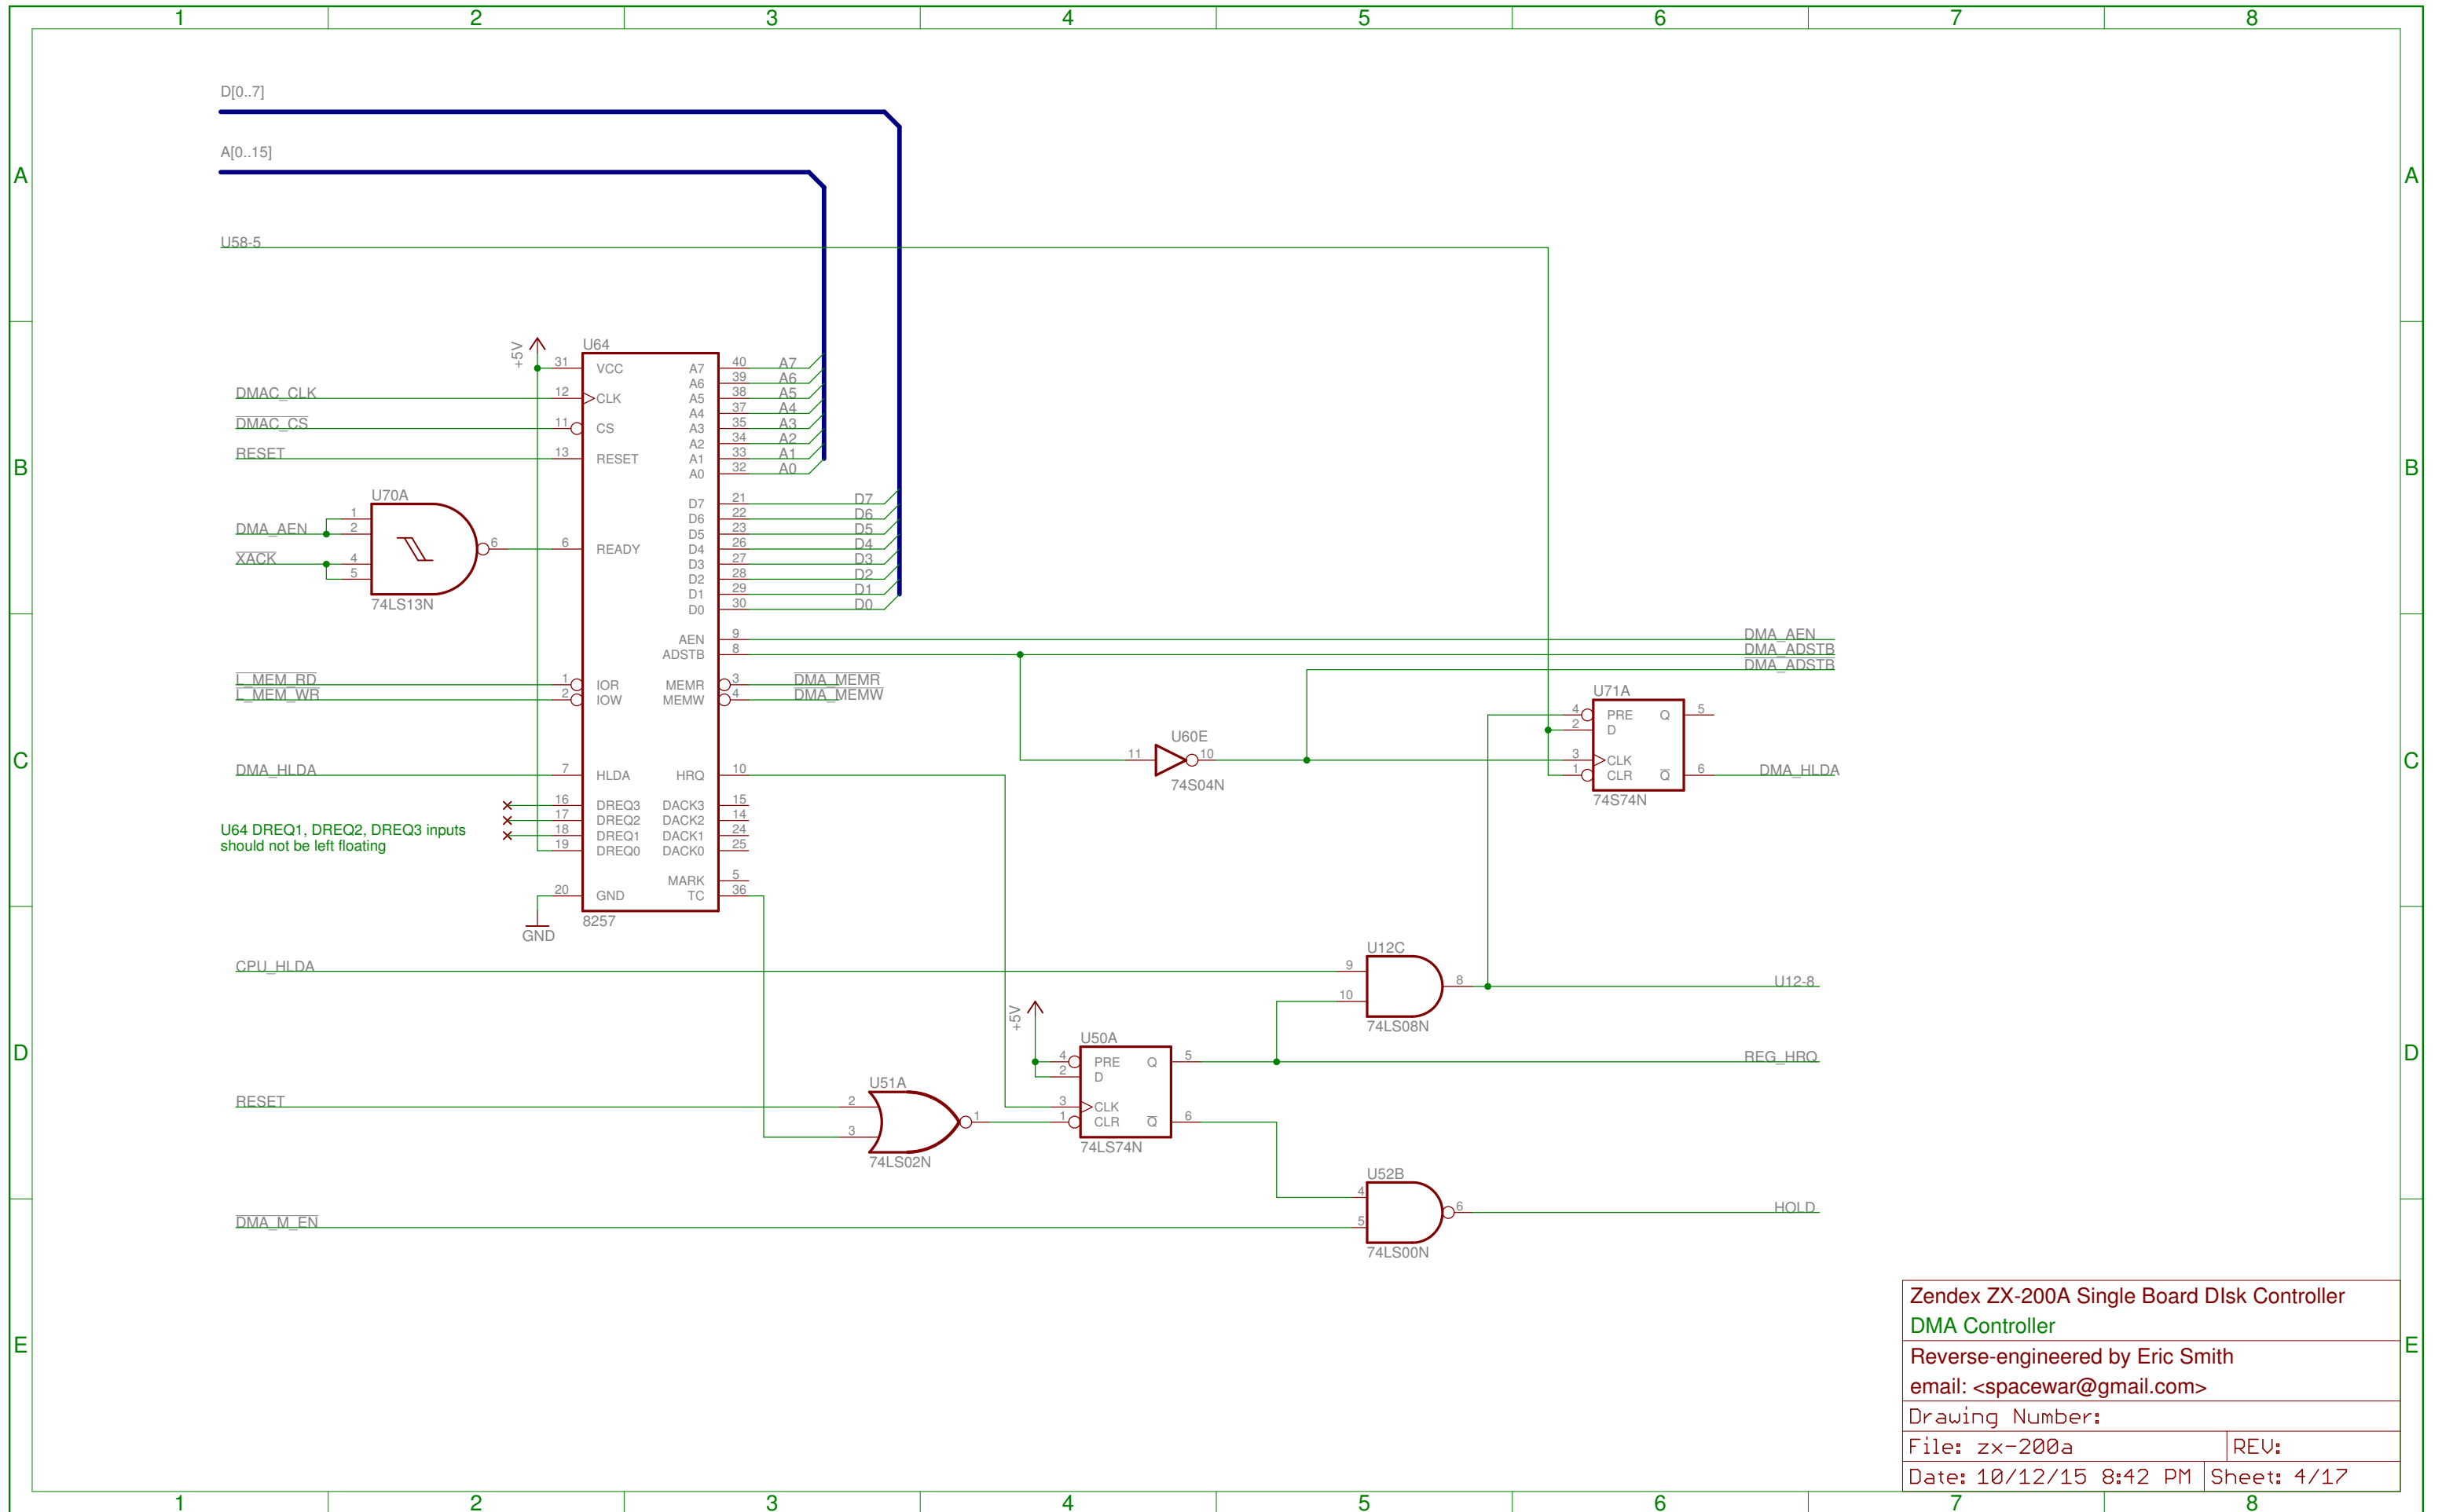 1 2 3 4 5 6 7 8
D[0..7]
A[0..15]
A A
U58-5
+5V
U64
31 VCC A7 40 A7
A6 39 A6
DMAC_CLK 12 CLK A5 38 A5
A4 37 A4
DMAC_CS 11 CS A3 35 A3
A2 34 A2
RESET 13 RESET A1 33 A1
A0 32 A0
B B
U70A
D7 21 D7
1 D6 22 D6
DMA_AEN 2 D5 23 D5
6 6 READY D4 26 D4
XACK 4 D3 27 D3
5 D2 28 D2
D1 29 D1
74LS13N D0 30 D0
AEN 9 DMA_AEN
ADSTB 8 DMA_ADSTB
DMA_ADSTB
L_MEM_RD 1 IOR MEMR 3 DMA_MEMR
L_MEM_WR 2 IOW MEMW 4 DMA_MEMW
U71A
4 PRE Q 5
2 D
U60E
11 10 3 CLK
1 CLR Q 6 DMA_HLDA
74S04N
74S74N
C C
DMA_HLDA 7 HLDA HRQ 10
16 DREQ3 DACK3 15
17 DREQ2 DACK2 14
18 DREQ1 DACK1 24
19 DREQ0 DACK0 25
U64 DREQ1, DREQ2, DREQ3 inputs
should not be left floating
MARK 5
20 GND TC 36
8257
GND
U12C
CPU_HLDA 9
8 U12-8
10
74LS08N
+5V
U50A
D D
4 PRE Q 5 REG_HRQ
2 D
U51A
RESET 2 3 CLK
1 1 CLR Q 6
3
74LS02N
74LS74N
U52B
4
6 HOLD
DMA_M_EN 5
74LS00N
E E
Zendex ZX-200A Single Board DIsk Controller
DMA Controller
Reverse-engineered by Eric Smith
email: <spacewar@gmail.com>
Drawing Number:
File: zx-200a REV:
Date: 10/12/15 8:42 PM Sheet: 4/17
1 2 3 4 5 6 7 8